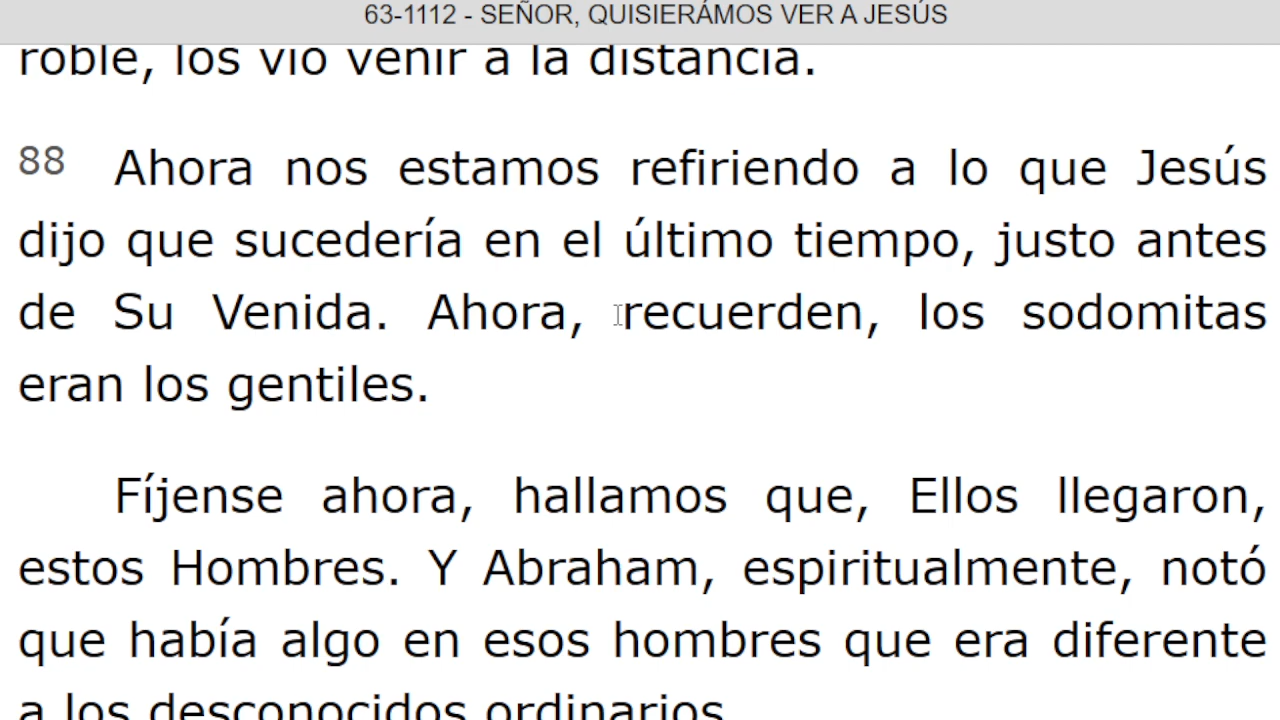 63-1112 - SEÑOR, QUISIERÁMOS VER A JESÚS
roble, los vio venir a la distancia.
88 Ahora nos estamos refiriendo a lo que Jesús
dijo que sucedería en el último tiempo, justo antes
de Su Venida. Ahora, recuerden, los sodomitas
eran los gentiles.
Fíjense ahora, hallamos que, Ellos llegaron,
estos Hombres. Y Abraham, espiritualmente, notó
que había algo en esos hombres que era diferente
a los desconocidos ordinarios.